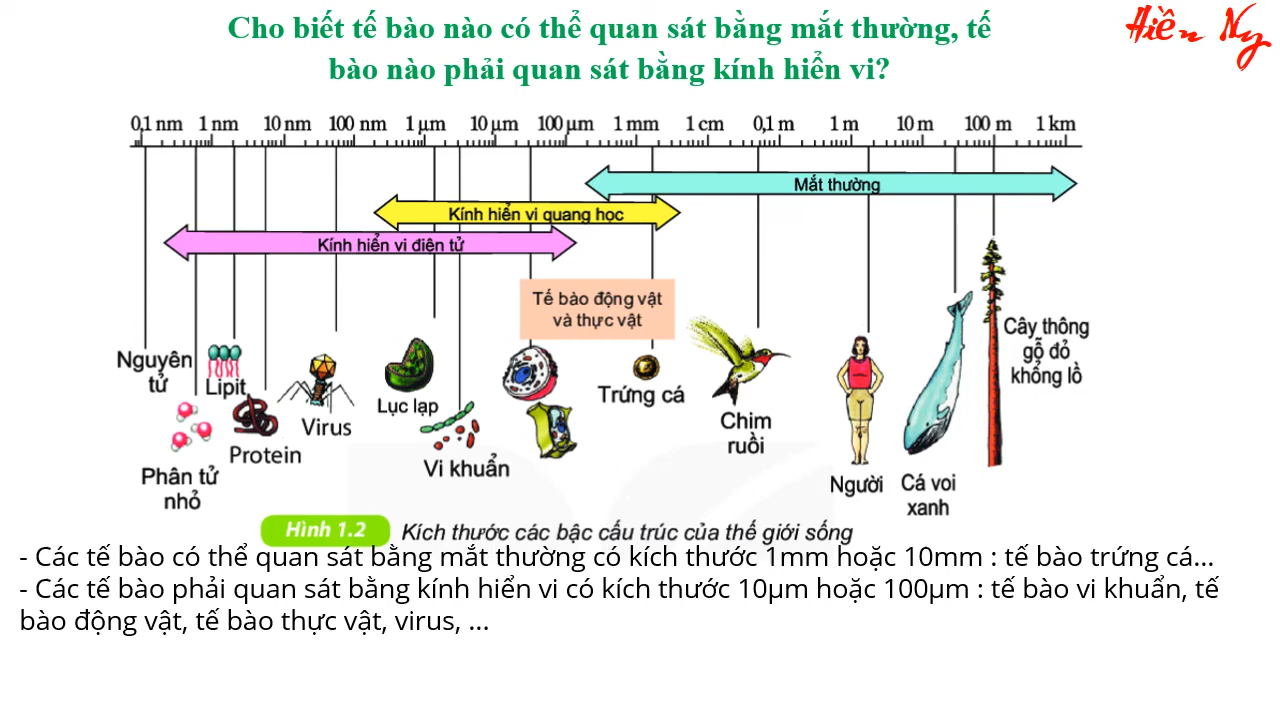 Cho biết tế bào nào có thể quan sát bằng mắt thường, tế
bào nào phải quan sát bằng kính hiển vi?
Hiền Ny
0,1 nm 1 nm 10 nm 100 nm 1 µm 10 µm 100 µm 1 mm 1 cm 0,1 m 1 m 10 m 100 m 1 km
Mắt thường
Kính hiển vi quang học
Kính hiển vi điện tử
Tế bào động vật
và thực vật
Nguyên
tử
Lipit
Phân tử
nhỏ
Protein
Virus
Lục lạp
Vi khuẩn
Trứng cá
Chim
ruồi
Người
Cá voi
xanh
Cây thông
gỗ đỏ
khổng lồ
Hình 1.2 Kích thước các bậc cấu trúc của thế giới sống
- Các tế bào có thể quan sát bằng mắt thường có kích thước 1mm hoặc 10mm : tế bào trứng cá...
- Các tế bào phải quan sát bằng kính hiển vi có kích thước 10µm hoặc 100µm : tế bào vi khuẩn, tế
bào động vật, tế bào thực vật, virus, ...